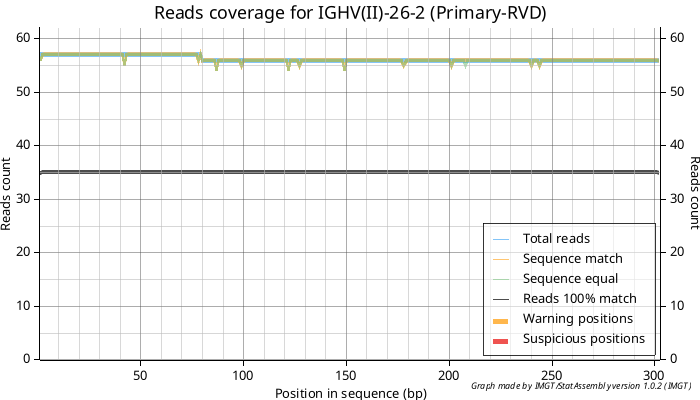 Reads coverage for IGHV(II)-26-2 (Primary-RVD)
60
60
50
50
40
40
30
30
20
20
10
10
0
0
Reads count
Reads count
Total reads
Sequence match
Sequence equal
Reads 100% match
Warning positions
Suspicious positions
50
100
150
200
250
300
Position in sequence (bp)
Graph made by IMGT/StatAssembly version 1.0.2 (IMGT)